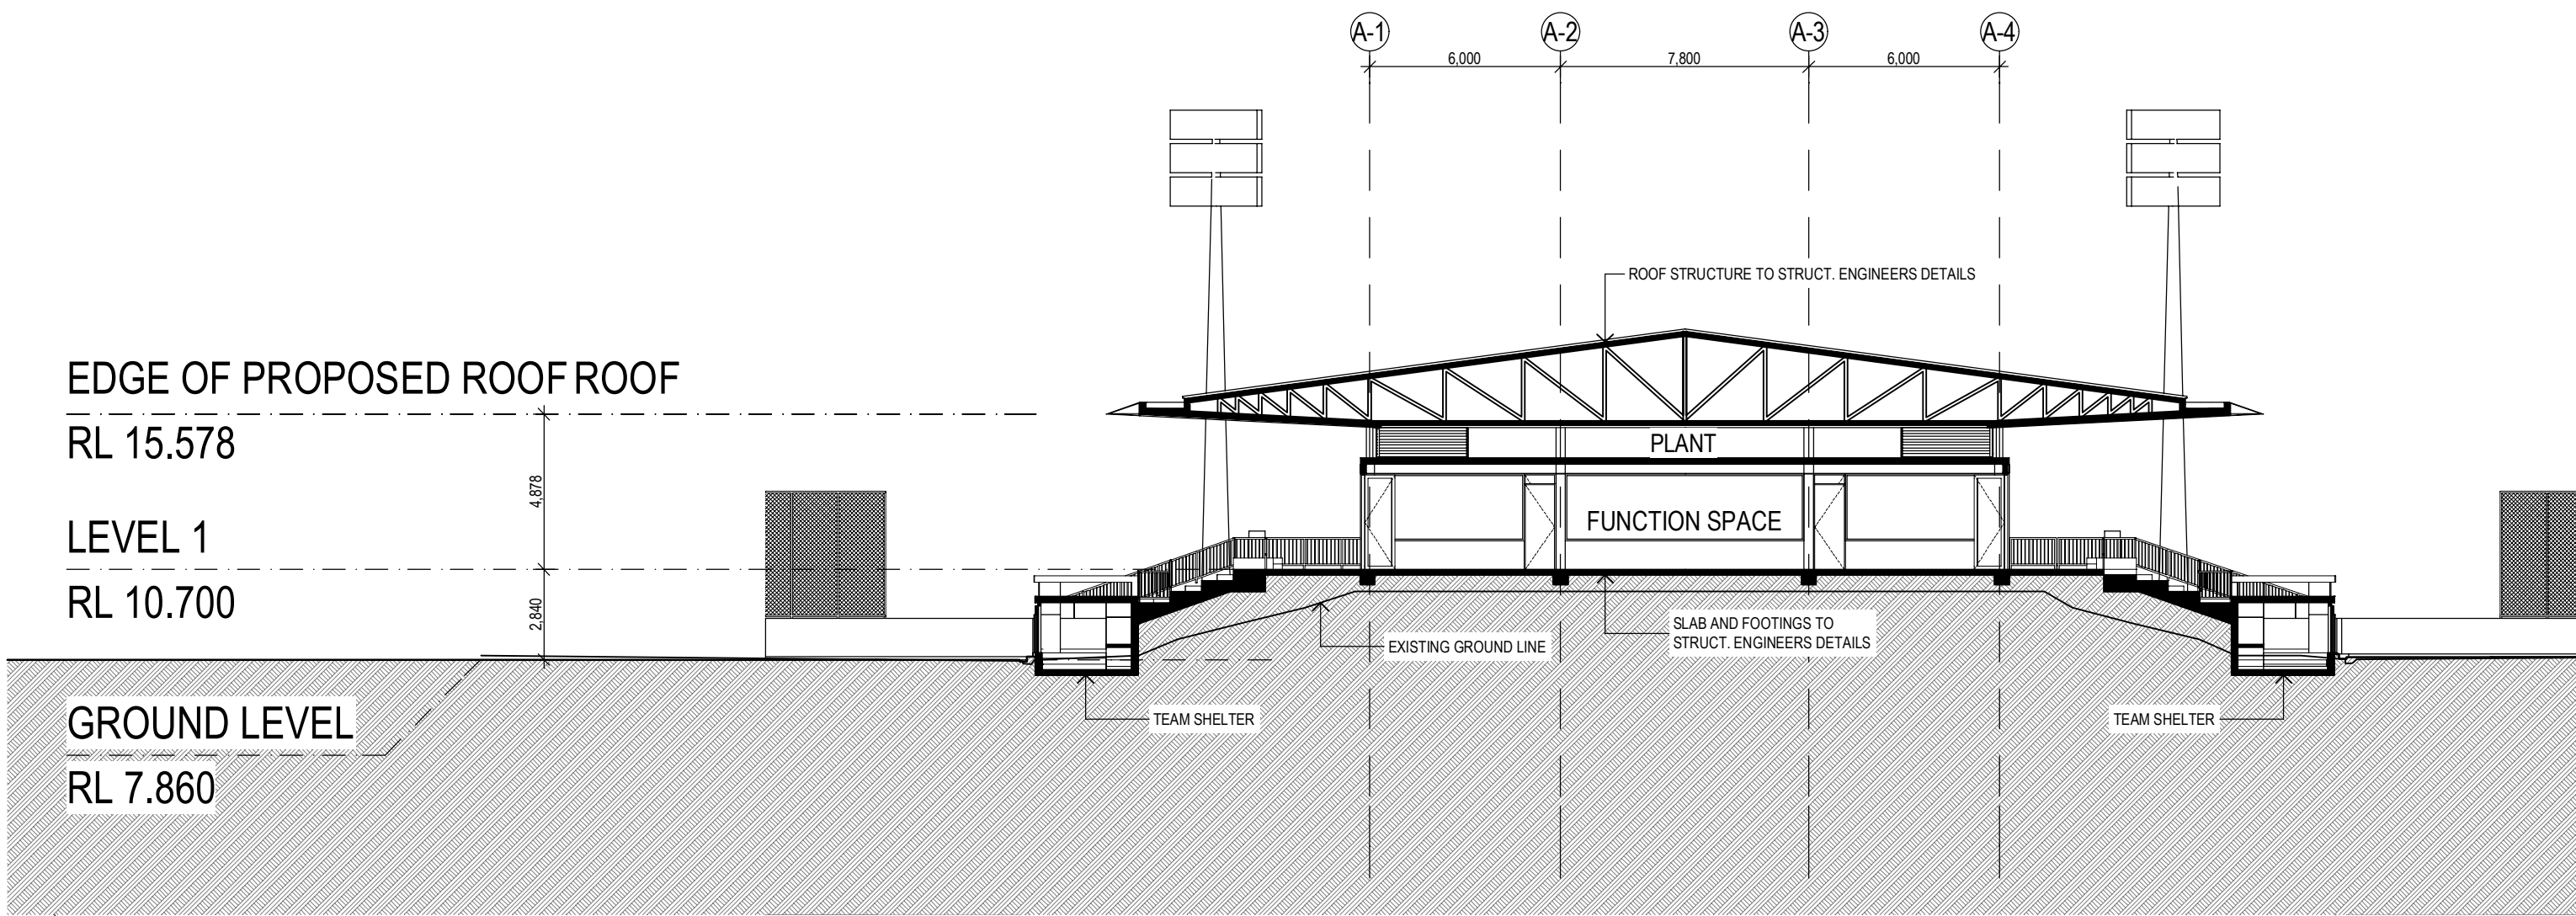 A-1
A-2
A-3
A-4
6,000
7,800
6,000
ROOF STRUCTURE TO STRUCT. ENGINEERS DETAILS
EDGE OF PROPOSED ROOF ROOF
RL 15.578
PLANT
4,878
FUNCTION SPACE
LEVEL 1
RL 10.700
2,840
SLAB AND FOOTINGS TO
STRUCT. ENGINEERS DETAILS
EXISTING GROUND LINE
GROUND LEVEL
TEAM SHELTER
TEAM SHELTER
RL 7.860